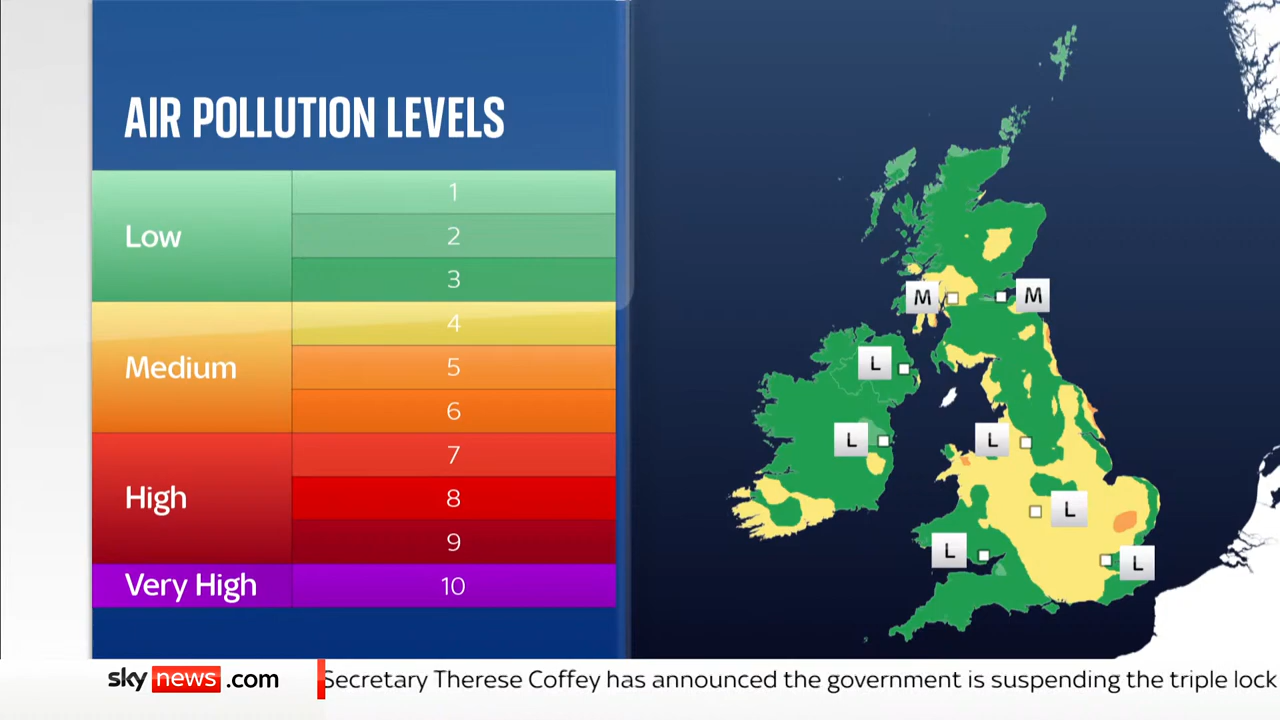 AIR POLLUTION LEVELS
Low
1
2
3
Medium
4
5
6
High
7
8
9
Very High
10
M
M
L
L
L
L
L
L
sky news .com
Secretary Therese Coffey has announced the government is suspending the triple lock